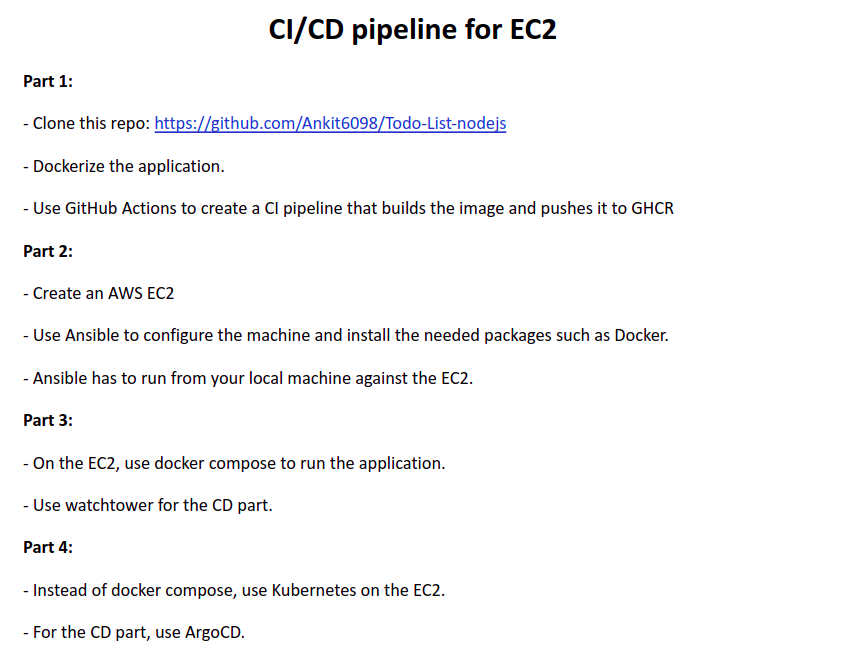 CI/CD pipeline for EC2
Part 1:
- Clone this repo: https://github.com/Ankit6098/Todo-List-nodejs
- Dockerize the application.
- Use GitHub Actions to create a CI pipeline that builds the image and pushes it to GHCR
Part 2:
- Create an AWS EC2
- Use Ansible to configure the machine and install the needed packages such as Docker.
- Ansible has to run from your local machine against the EC2.
Part 3:
- On the EC2, use docker compose to run the application.
- Use watchtower for the CD part.
Part 4:
- Instead of docker compose, use Kubernetes on the EC2.
- For the CD part, use ArgoCD.